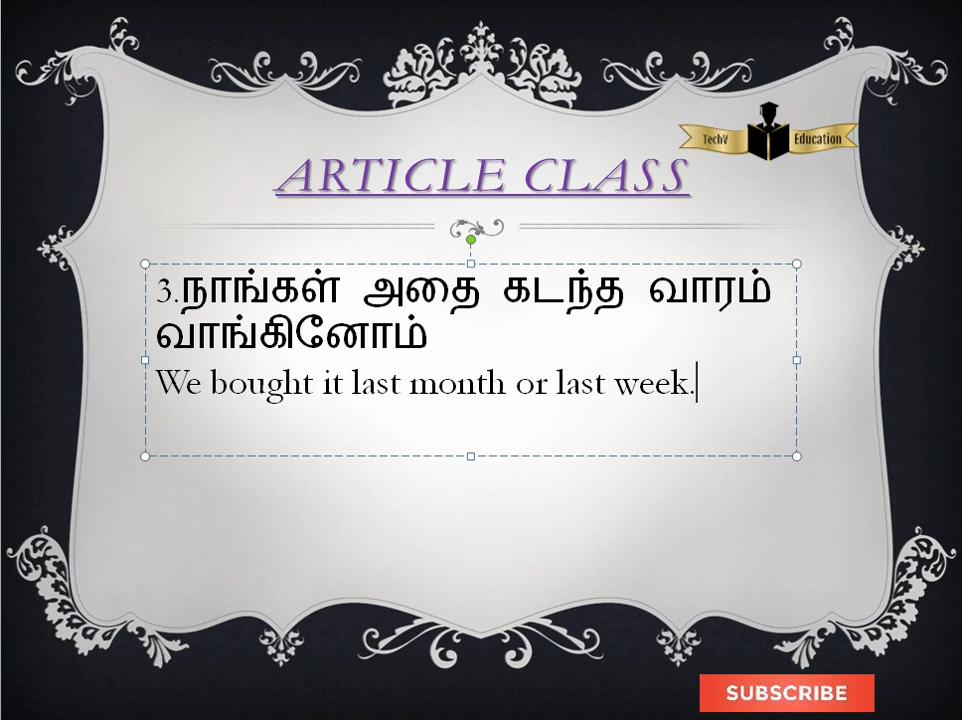 TechV Education
ARTICLE CLASS
3.நாங்கள் அதை கடந்த வாரம்
வாங்கினோம்
We bought it last month or last week.
SUBSCRIBE